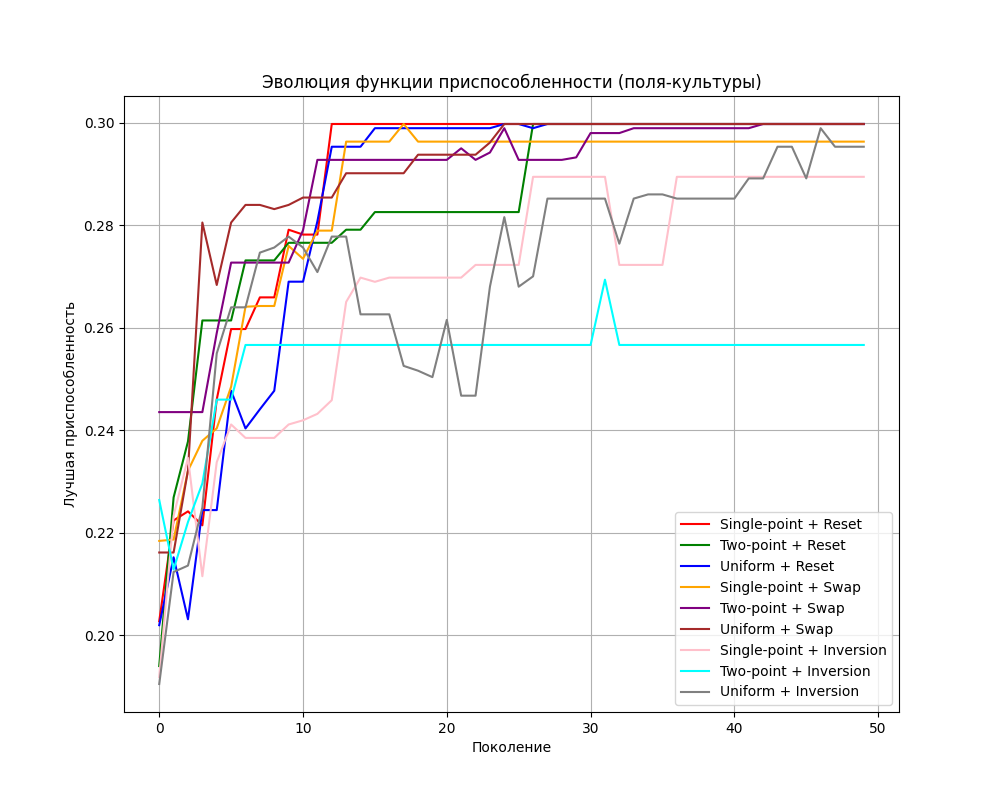 Эволюция функции приспособленности (поля-культуры)
Лучшая приспособленность
0.30
0.28
0.26
0.24
0.22
0.20
0
10
20
30
40
50
Поколение
Single-point + Reset
Two-point + Reset
Uniform + Reset
Single-point + Swap
Two-point + Swap
Uniform + Swap
Single-point + Inversion
Two-point + Inversion
Uniform + Inversion